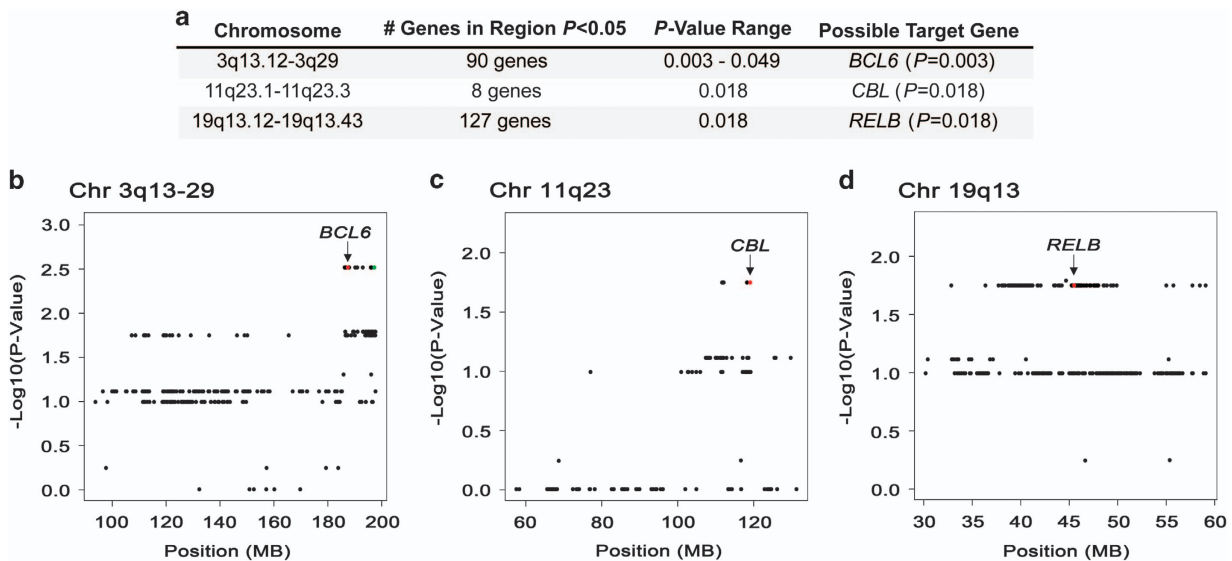 a
Chromosome # Genes in Region P<0.05 P-Value Range Possible Target Gene
3q13.12-3q29 90 genes 0.003 - 0.049 BCL6 (P=0.003)
11q23.1-11q23.3 8 genes 0.018 CBL (P=0.018)
19q13.12-19q13.43 127 genes 0.018 RELB (P=0.018)
b Chr 3q13-29
BCL6
-Log10(P-Value)
3.0
2.5
2.0
1.5
1.0
0.5
0.0
100 120 140 160 180 200
Position (MB)
c Chr 11q23
CBL
-Log10(P-Value)
2.0
1.5
1.0
0.5
0.0
60 80 100 120
Position (MB)
d Chr 19q13
RELB
-Log10(P-Value)
2.0
1.5
1.0
0.5
0.0
30 35 40 45 50 55 60
Position (MB)